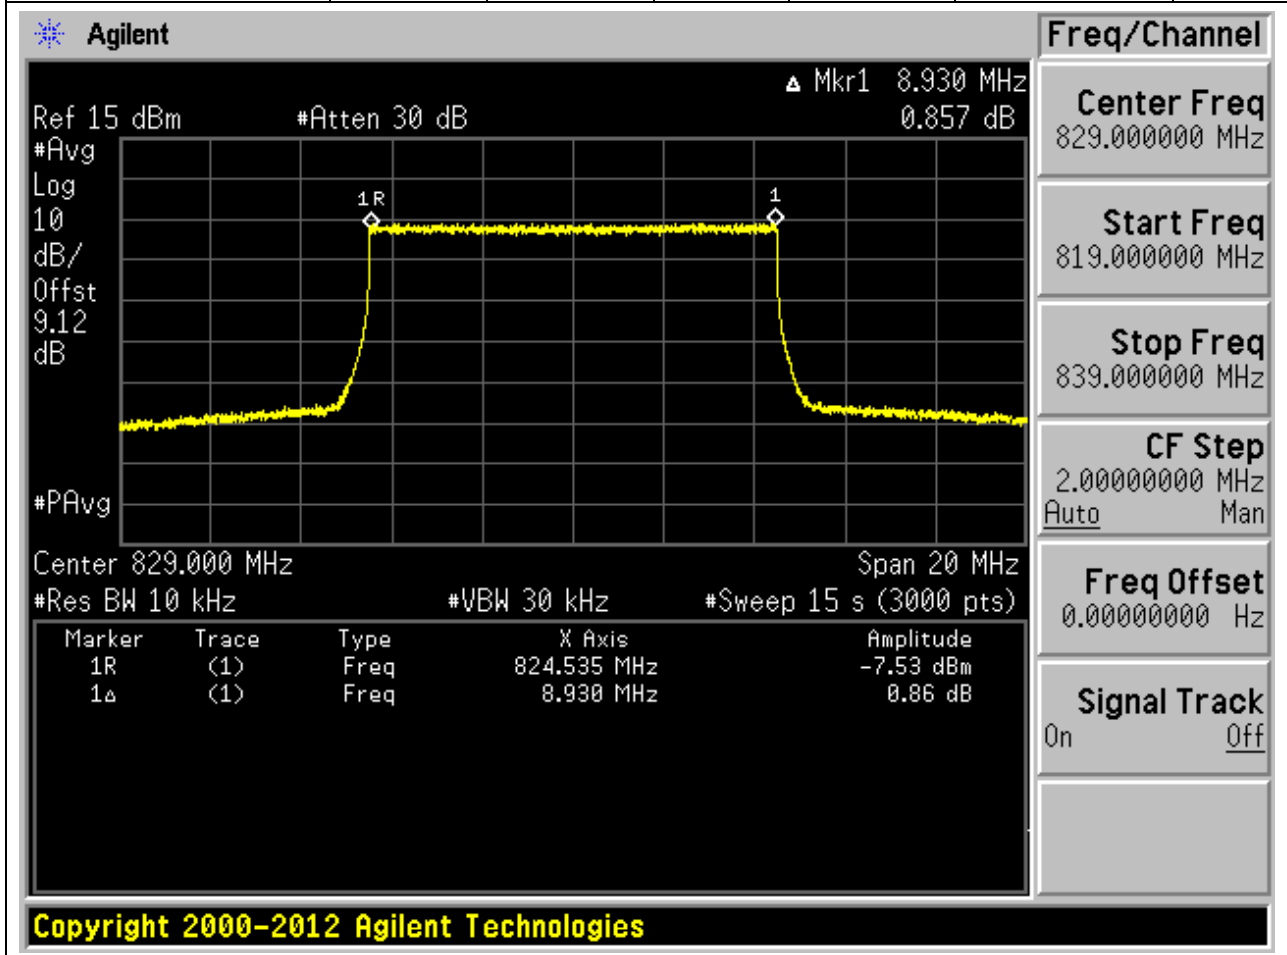 Agilent
Freq/Channel
Δ Mkr1 8.930 MHz
Ref 15 dBm #Atten 30 dB 0.857 dB
#Avg
Log
10
dB/
Offst
9.12
dB
1R
1
#PAvg
Center 829.000 MHz Span 20 MHz
#Res BW 10 kHz #VBW 30 kHz #Sweep 15 s (3000 pts)
Marker Trace Type X Axis Amplitude
1R (1) Freq 824.535 MHz -7.53 dBm
1Δ (1) Freq 8.930 MHz 0.86 dB
Center Freq
829.000000 MHz
Start Freq
819.000000 MHz
Stop Freq
839.000000 MHz
CF Step
2.00000000 MHz
Auto Man
Freq Offset
0.00000000 Hz
Signal Track
On Off
Copyright 2000-2012 Agilent Technologies